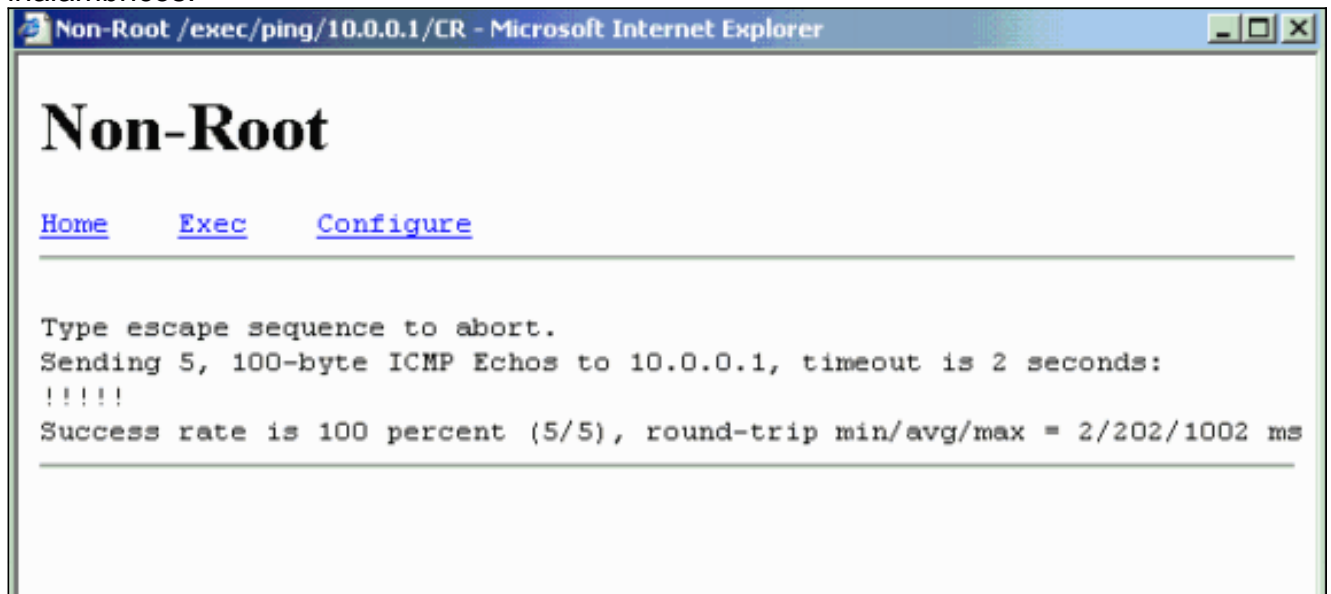 inalámbricos.
Non-Root /exec/ping/10.0.0.1/CR - Microsoft Internet Explorer
Non-Root
Home Exec Configure
Type escape sequence to abort.
Sending 5, 100-byte ICMP Echos to 10.0.0.1, timeout is 2 seconds:
!!!!!
Success rate is 100 percent (5/5), round-trip min/avg/max = 2/202/1002 ms